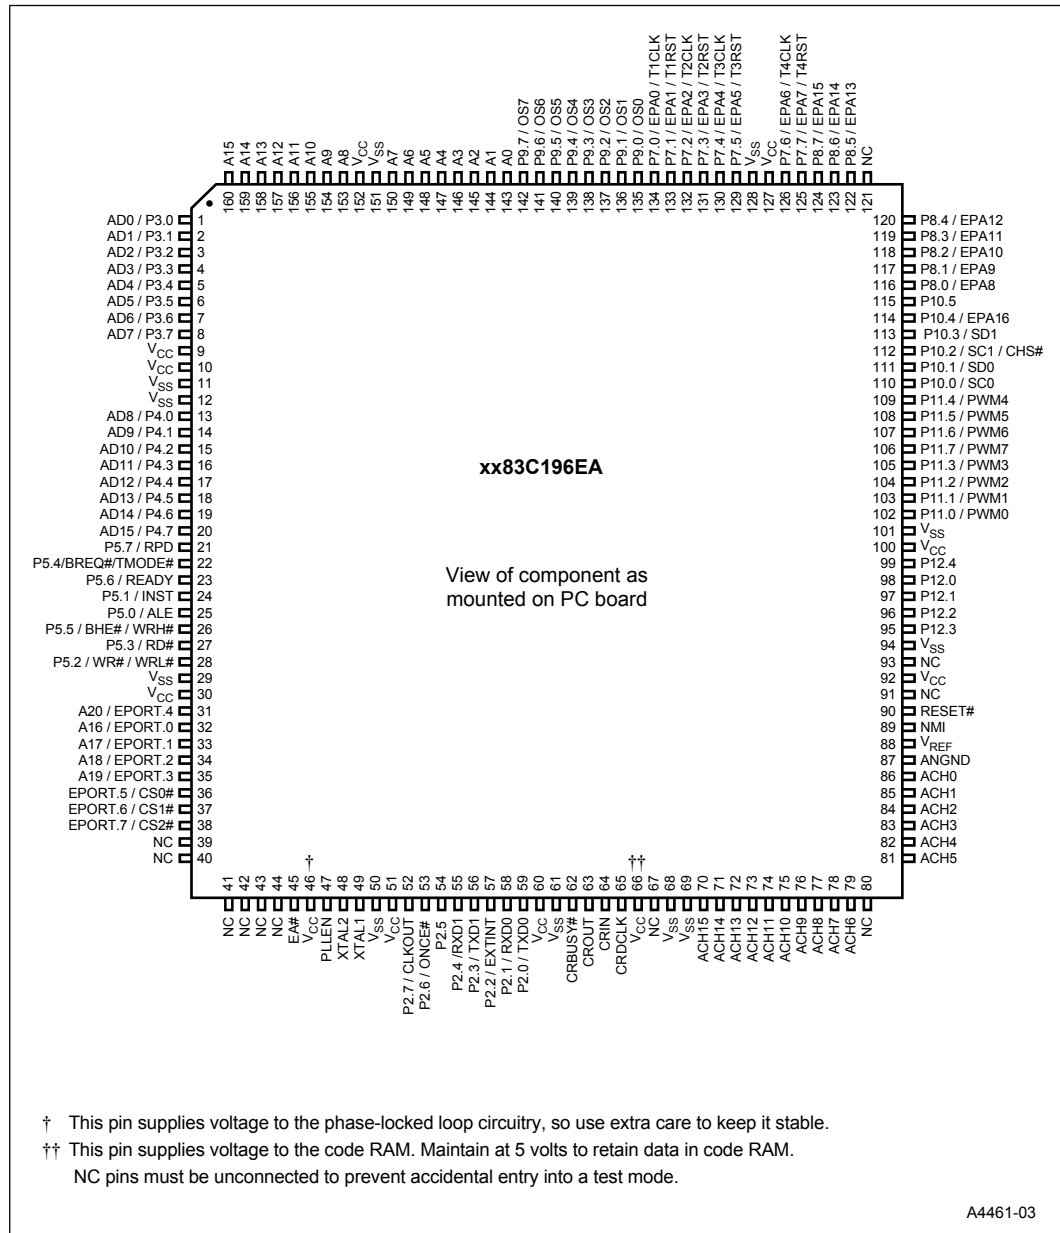 A15
A14
A13
A12
A11
A10
A9
A8
VCC
VSS
A7
A6
A5
A4
A3
A2
A1
A0
P9.7 / OS7
P9.6 / OS6
P9.5 / OS5
P9.4 / OS4
P9.3 / OS3
P9.2 / OS2
P9.1 / OS1
P9.0 / OS0
P7.0 / EPA0 / T1CLK
P7.1 / EPA1 / T1RST
P7.2 / EPA2 / T2CLK
P7.3 / EPA3 / T2RST
P7.4 / EPA4 / T3CLK
P7.5 / EPA5 / T3RST
VSS
VCC
P7.6 / EPA6 / T4CLK
P7.7 / EPA7 / T4RST
P8.7 / EPA15
P8.6 / EPA14
P8.5 / EPA13
NC
160
159
158
157
156
155
154
153
152
151
150
149
148
147
146
145
144
143
142
141
140
139
138
137
136
135
134
133
132
131
130
129
128
127
126
125
124
123
122
121
AD0 / P3.0 1
AD1 / P3.1 2
AD2 / P3.2 3
AD3 / P3.3 4
AD4 / P3.4 5
AD5 / P3.5 6
AD6 / P3.6 7
AD7 / P3.7 8
VCC 9
VCC 10
VSS 11
VSS 12
AD8 / P4.0 13
AD9 / P4.1 14
AD10 / P4.2 15
AD11 / P4.3 16
AD12 / P4.4 17
AD13 / P4.5 18
AD14 / P4.6 19
AD15 / P4.7 20
P5.7 / RPD 21
P5.4/BREQ#/TMODE# 22
P5.6 / READY 23
P5.1 / INST 24
P5.0 / ALE 25
P5.5 / BHE# / WRH# 26
P5.3 / RD# 27
P5.2 / WR# / WRL# 28
VSS 29
VCC 30
A20 / EPORT.4 31
A16 / EPORT.0 32
A17 / EPORT.1 33
A18 / EPORT.2 34
A19 / EPORT.3 35
EPORT.5 / CS0# 36
EPORT.6 / CS1# 37
EPORT.7 / CS2# 38
NC 39
NC 40
xx83C196EA
View of component as
mounted on PC board
120 P8.4 / EPA12
119 P8.3 / EPA11
118 P8.2 / EPA10
117 P8.1 / EPA9
116 P8.0 / EPA8
115 P10.5
114 P10.4 / EPA16
113 P10.3 / SD1
112 P10.2 / SC1 / CHS#
111 P10.1 / SD0
110 P10.0 / SC0
109 P11.4 / PWM4
108 P11.5 / PWM5
107 P11.6 / PWM6
106 P11.7 / PWM7
105 P11.3 / PWM3
104 P11.2 / PWM2
103 P11.1 / PWM1
102 P11.0 / PWM0
101 VSS
100 VCC
99 P12.4
98 P12.0
97 P12.1
96 P12.2
95 P12.3
94 VSS
93 NC
92 VCC
91 NC
90 RESET#
89 NMI
88 VREF
87 ANGND
86 ACH0
85 ACH1
84 ACH2
83 ACH3
82 ACH4
81 ACH5
†
††
41
42
43
44
45
46
47
48
49
50
51
52
53
54
55
56
57
58
59
60
61
62
63
64
65
66
67
68
69
70
71
72
73
74
75
76
77
78
79
80
NC
NC
NC
NC
EA#
VCC
PLLEN
XTAL2
XTAL1
VSS
VCC
P2.7 / CLKOUT
P2.6 / ONCE#
P2.5
P2.4 /RXD1
P2.3 / TXD1
P2.2 / EXTINT
P2.1 / RXD0
P2.0 / TXD0
VCC
VSS
CRBUSY#
CROUT
CRIN
CRDCLK
VCC
NC
VSS
VSS
ACH15
ACH14
ACH13
ACH12
ACH11
ACH10
ACH9
ACH8
ACH7
ACH6
NC
† This pin supplies voltage to the phase-locked loop circuitry, so use extra care to keep it stable.
†† This pin supplies voltage to the code RAM. Maintain at 5 volts to retain data in code RAM.
NC pins must be unconnected to prevent accidental entry into a test mode.
A4461-03